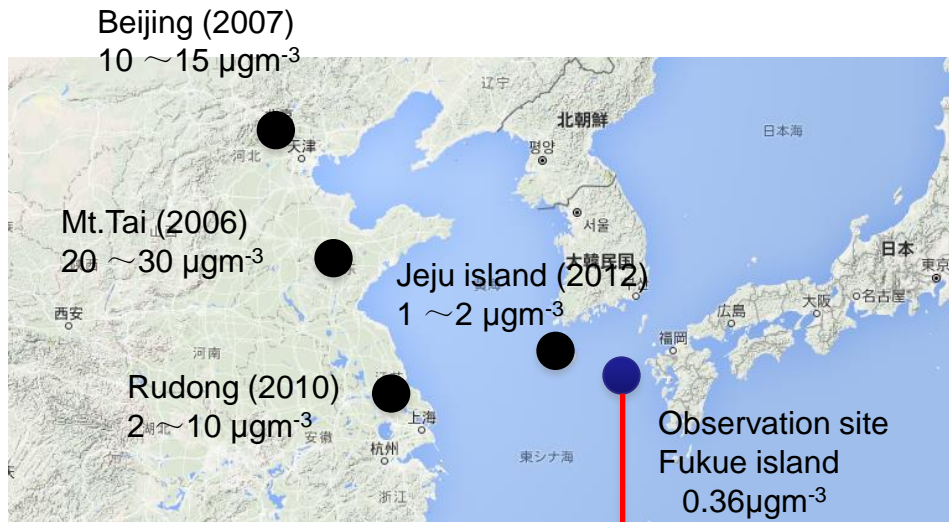 Beijing (2007)
10 ～15 µgm-3
辽宁
北朝鮮
日本海
天津
河北
평양
Mt.Tai (2006)
20 ～30 µgm-3
서울
大韓民国
日本
東京
Jeju island (2012)
1 ～2 µgm-3
西安
名古屋
大阪
広島
福岡
河南
Rudong (2010)
2 ～10 µgm-3
上海
安徽
湖北
杭州
浙江
東シナ海
Observation site
Fukue island
0.36µgm-3